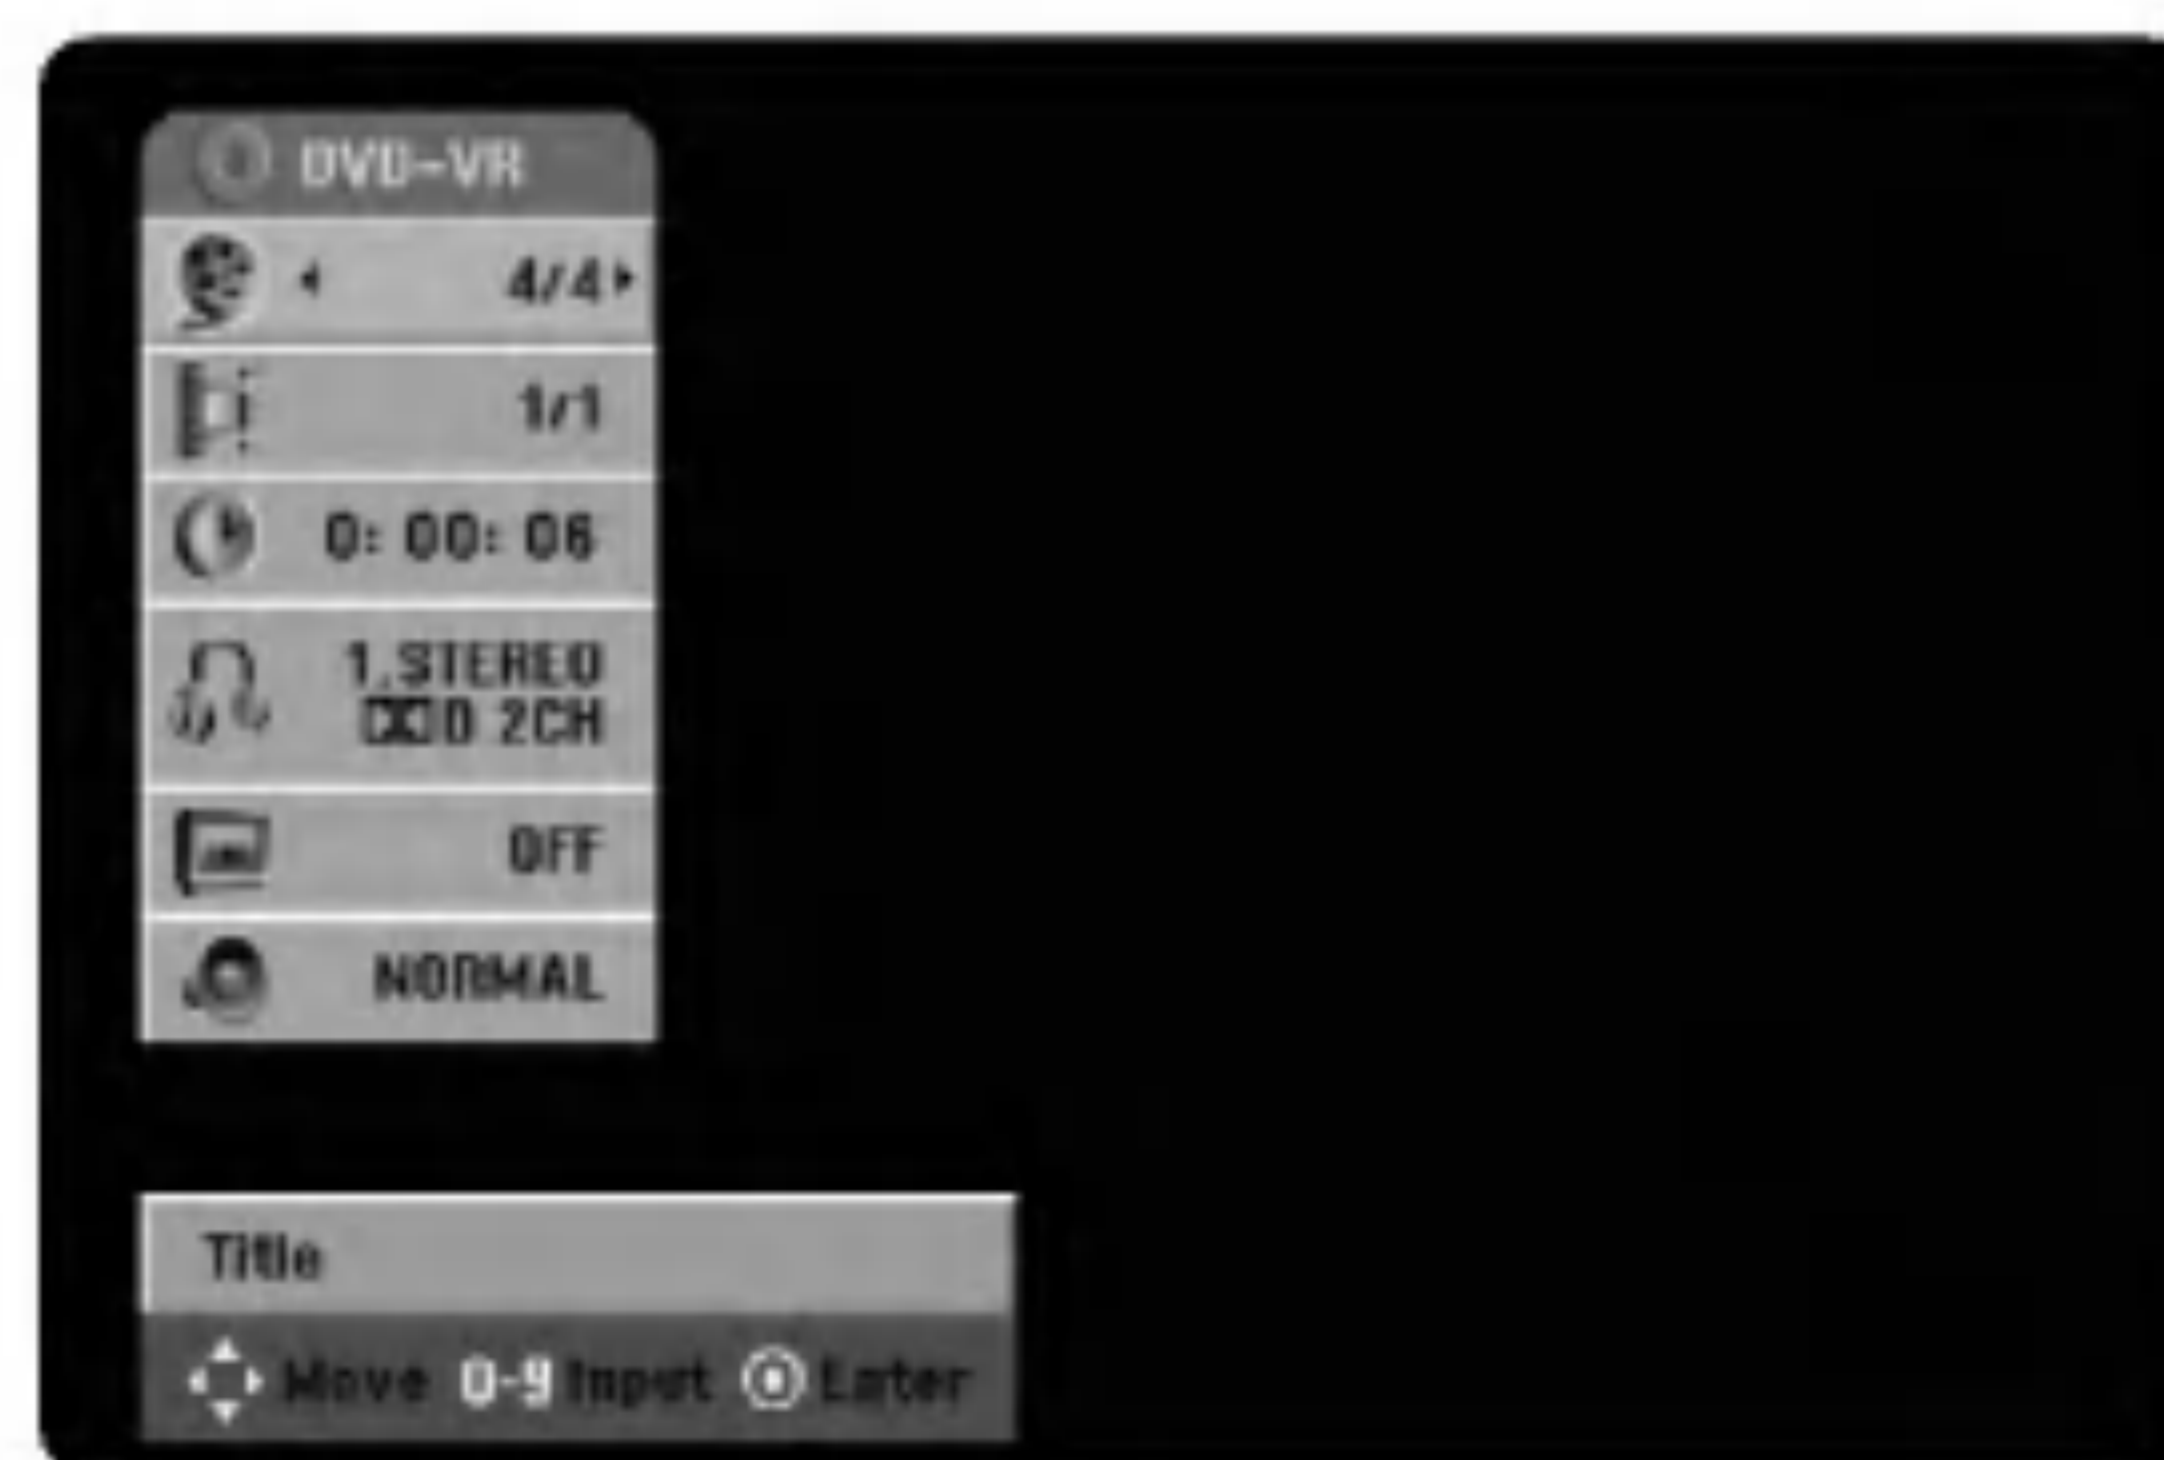 DVD-VR
4/4
1/1
0: 00: 06
1.STEREO
D 2CH
OFF
NORMAL
Title
Move 0-9 Input Later